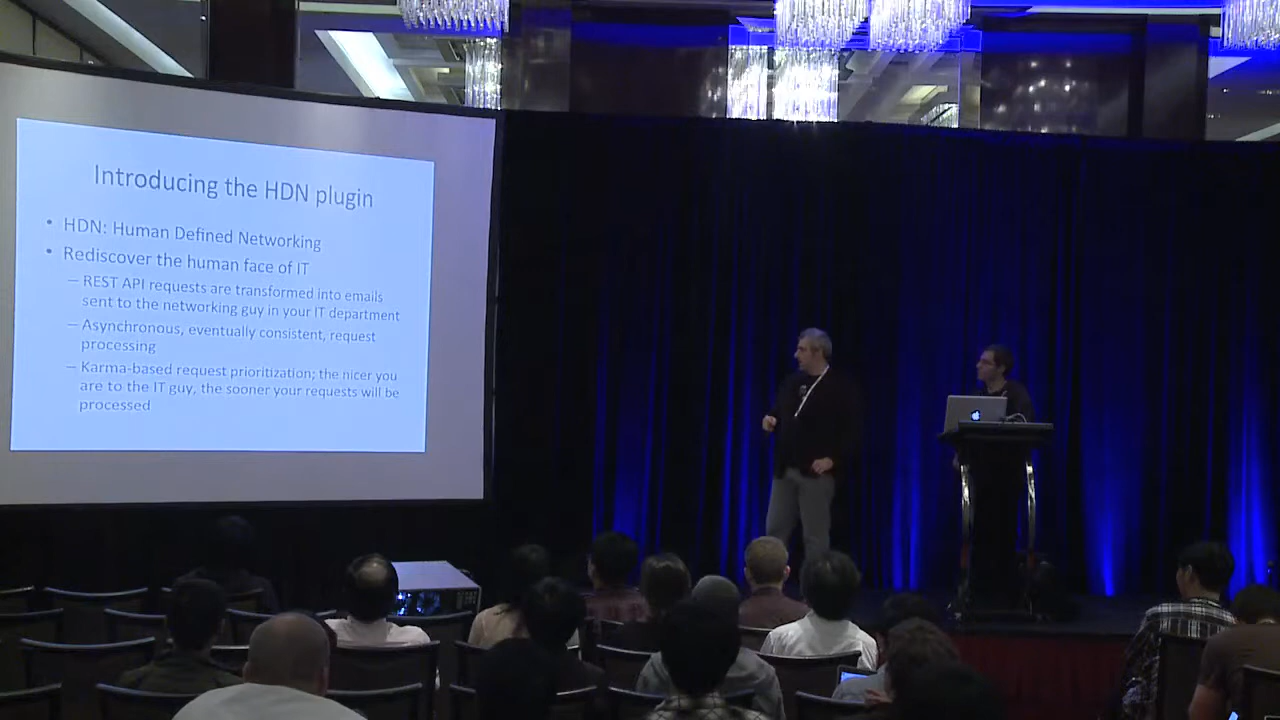 Introducing the HDN plugin
• HDN: Human Defined Networking
• Rediscover the human face of IT
– REST API requests are transformed into emails
sent to the networking guy in your IT department
– Asynchronous, eventually consistent, request
processing
– Karma-based request prioritization; the nicer you
are to the IT guy, the sooner your requests will be
processed